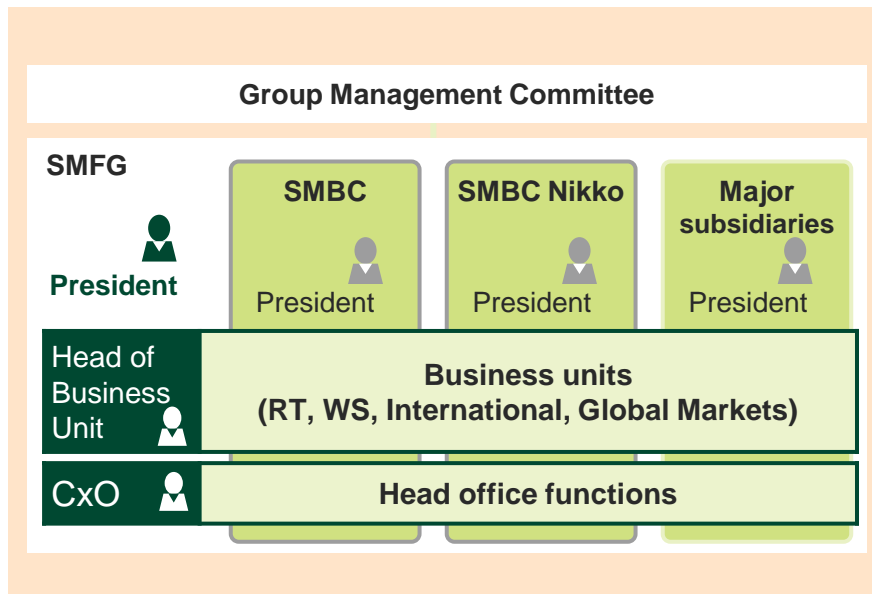 Group Management Committee
SMFG
SMBC
SMBC Nikko
Major
subsidiaries
President
President
President
President
Head of
Business
Unit
Business units
(RT, WS, International, Global Markets)
CxO
Head office functions